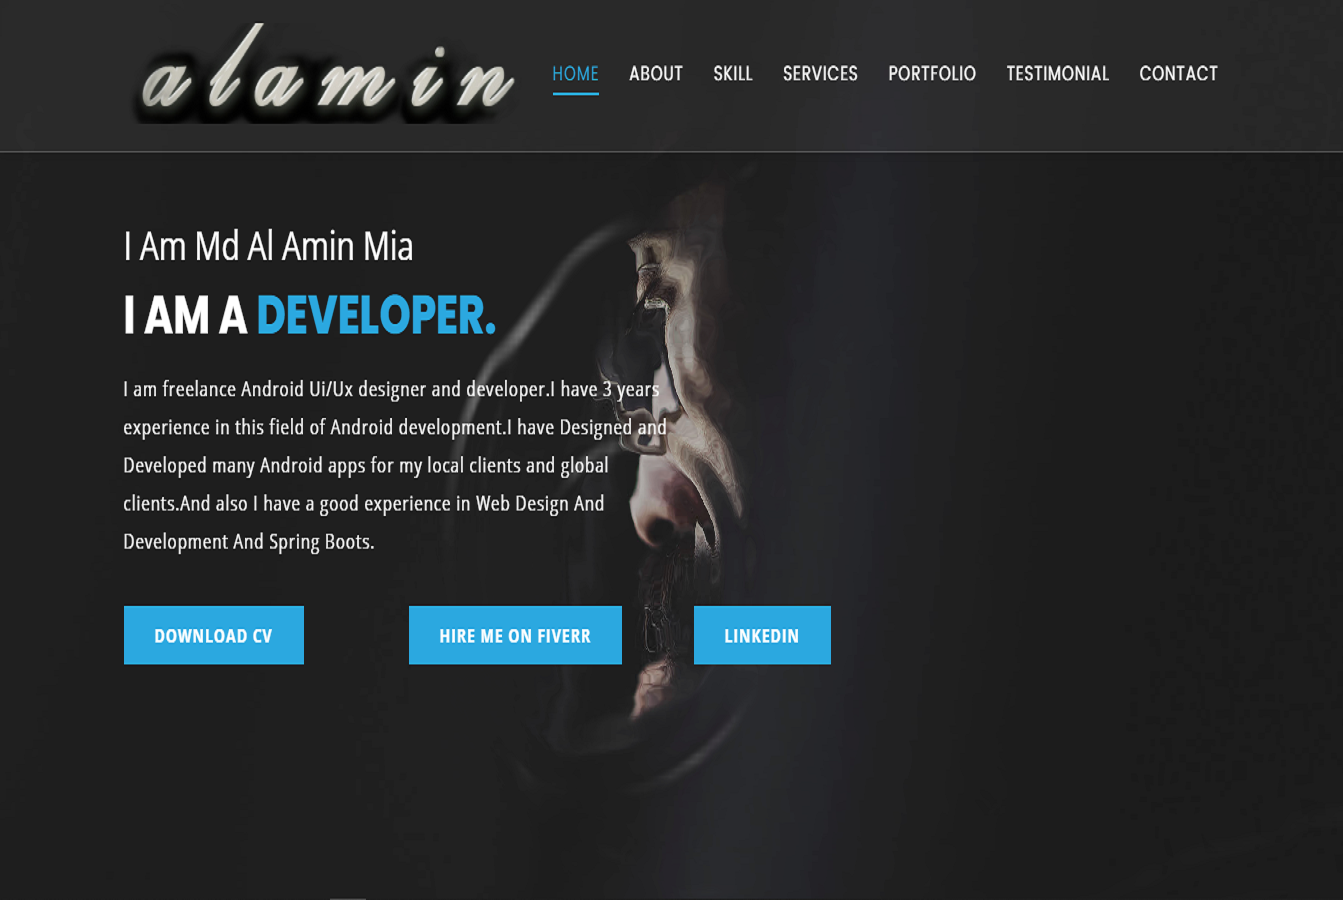 alamin
HOME ABOUT SKILL SERVICES PORTFOLIO TESTIMONIAL CONTACT
I Am Md Al Amin Mia
I AM A DEVELOPER.
I am freelance Android Ui/Ux designer and developer.I have 3 years
experience in this field of Android development.I have Designed and
Developed many Android apps for my local clients and global
clients.And also I have a good experience in Web Design And
Development And Spring Boots.
DOWNLOAD CV HIRE ME ON FIVERR LINKEDIN